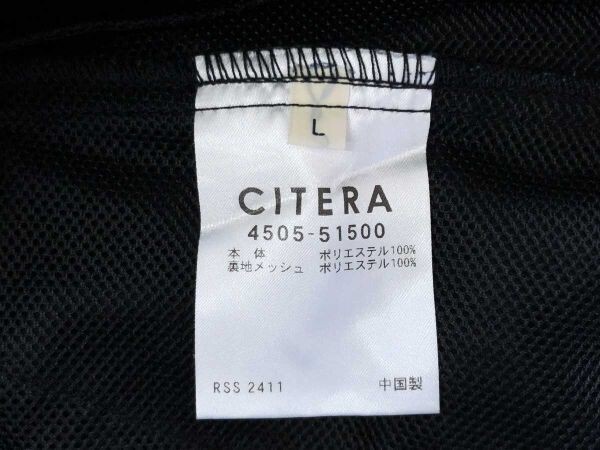 L
CITERA
4505-51500
本 体 ポリエステル100%
裏地メッシュ ポリエステル100%
RSS 2411 中国製